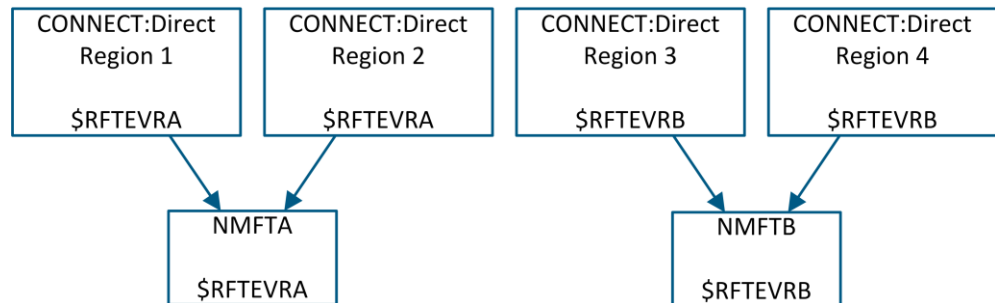 CONNECT:Direct
Region 1
$RFTEVRA
CONNECT:Direct
Region 2
$RFTEVRA
CONNECT:Direct
Region 3
$RFTEVRB
CONNECT:Direct
Region 4
$RFTEVRB
NMFTA
$RFTEVRA
NMFTB
$RFTEVRB